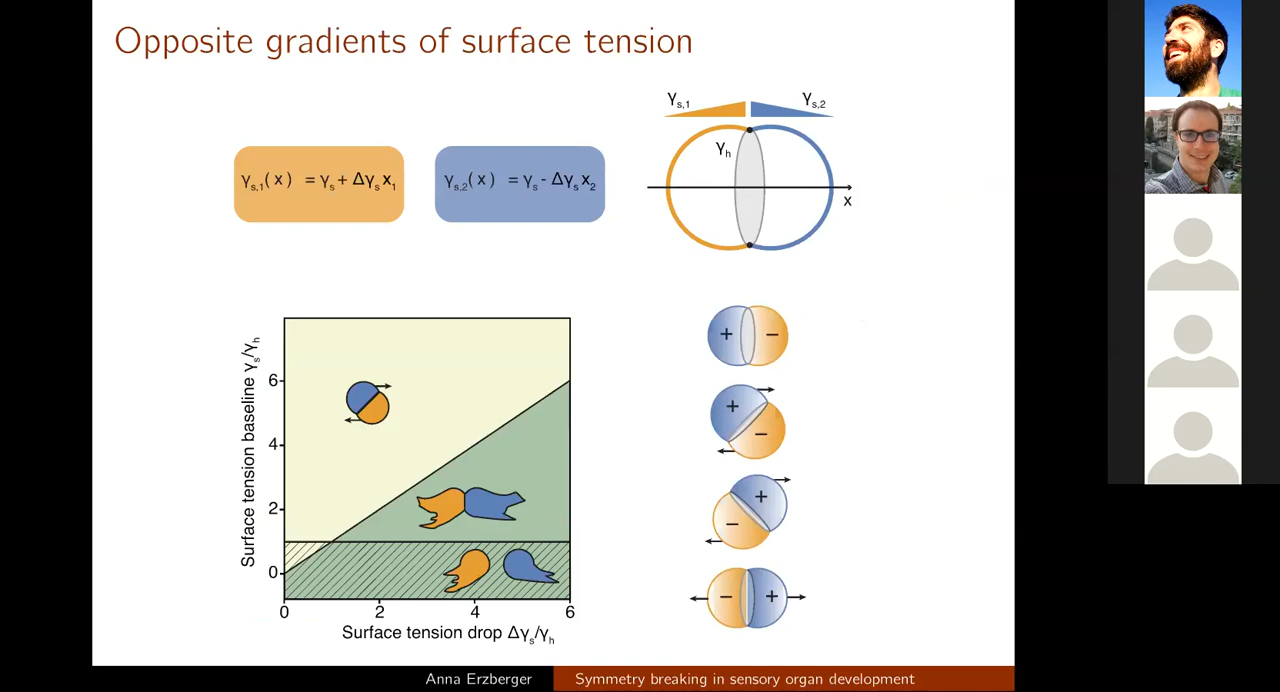 Opposite gradients of surface tension
γs,1
γs,2
γh
x
γs,1(x) = γs + Δγs x1
γs,2(x) = γs - Δγs x2
Surface tension baseline γs/γh
6
4
2
0
0 2 4 6
Surface tension drop Δγs/γh
+ −
+
−
+
−
− +
Anna Erzberger
Symmetry breaking in sensory organ development